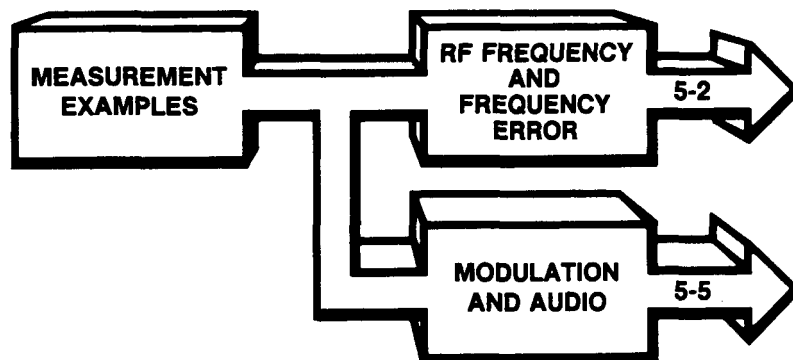 MEASUREMENT
EXAMPLES
RF FREQUENCY
AND
FREQUENCY
ERROR
5-2
MODULATION
AND AUDIO
5-5